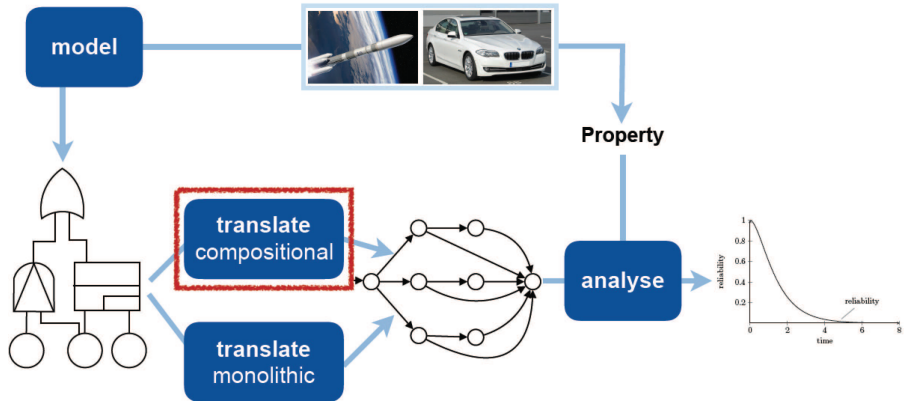 model
Property
translate
compositional
translate
monolithic
analyse
1
0.8
0.6
0.4
0.2
reliability
reliability
0
2
4
6
8
time